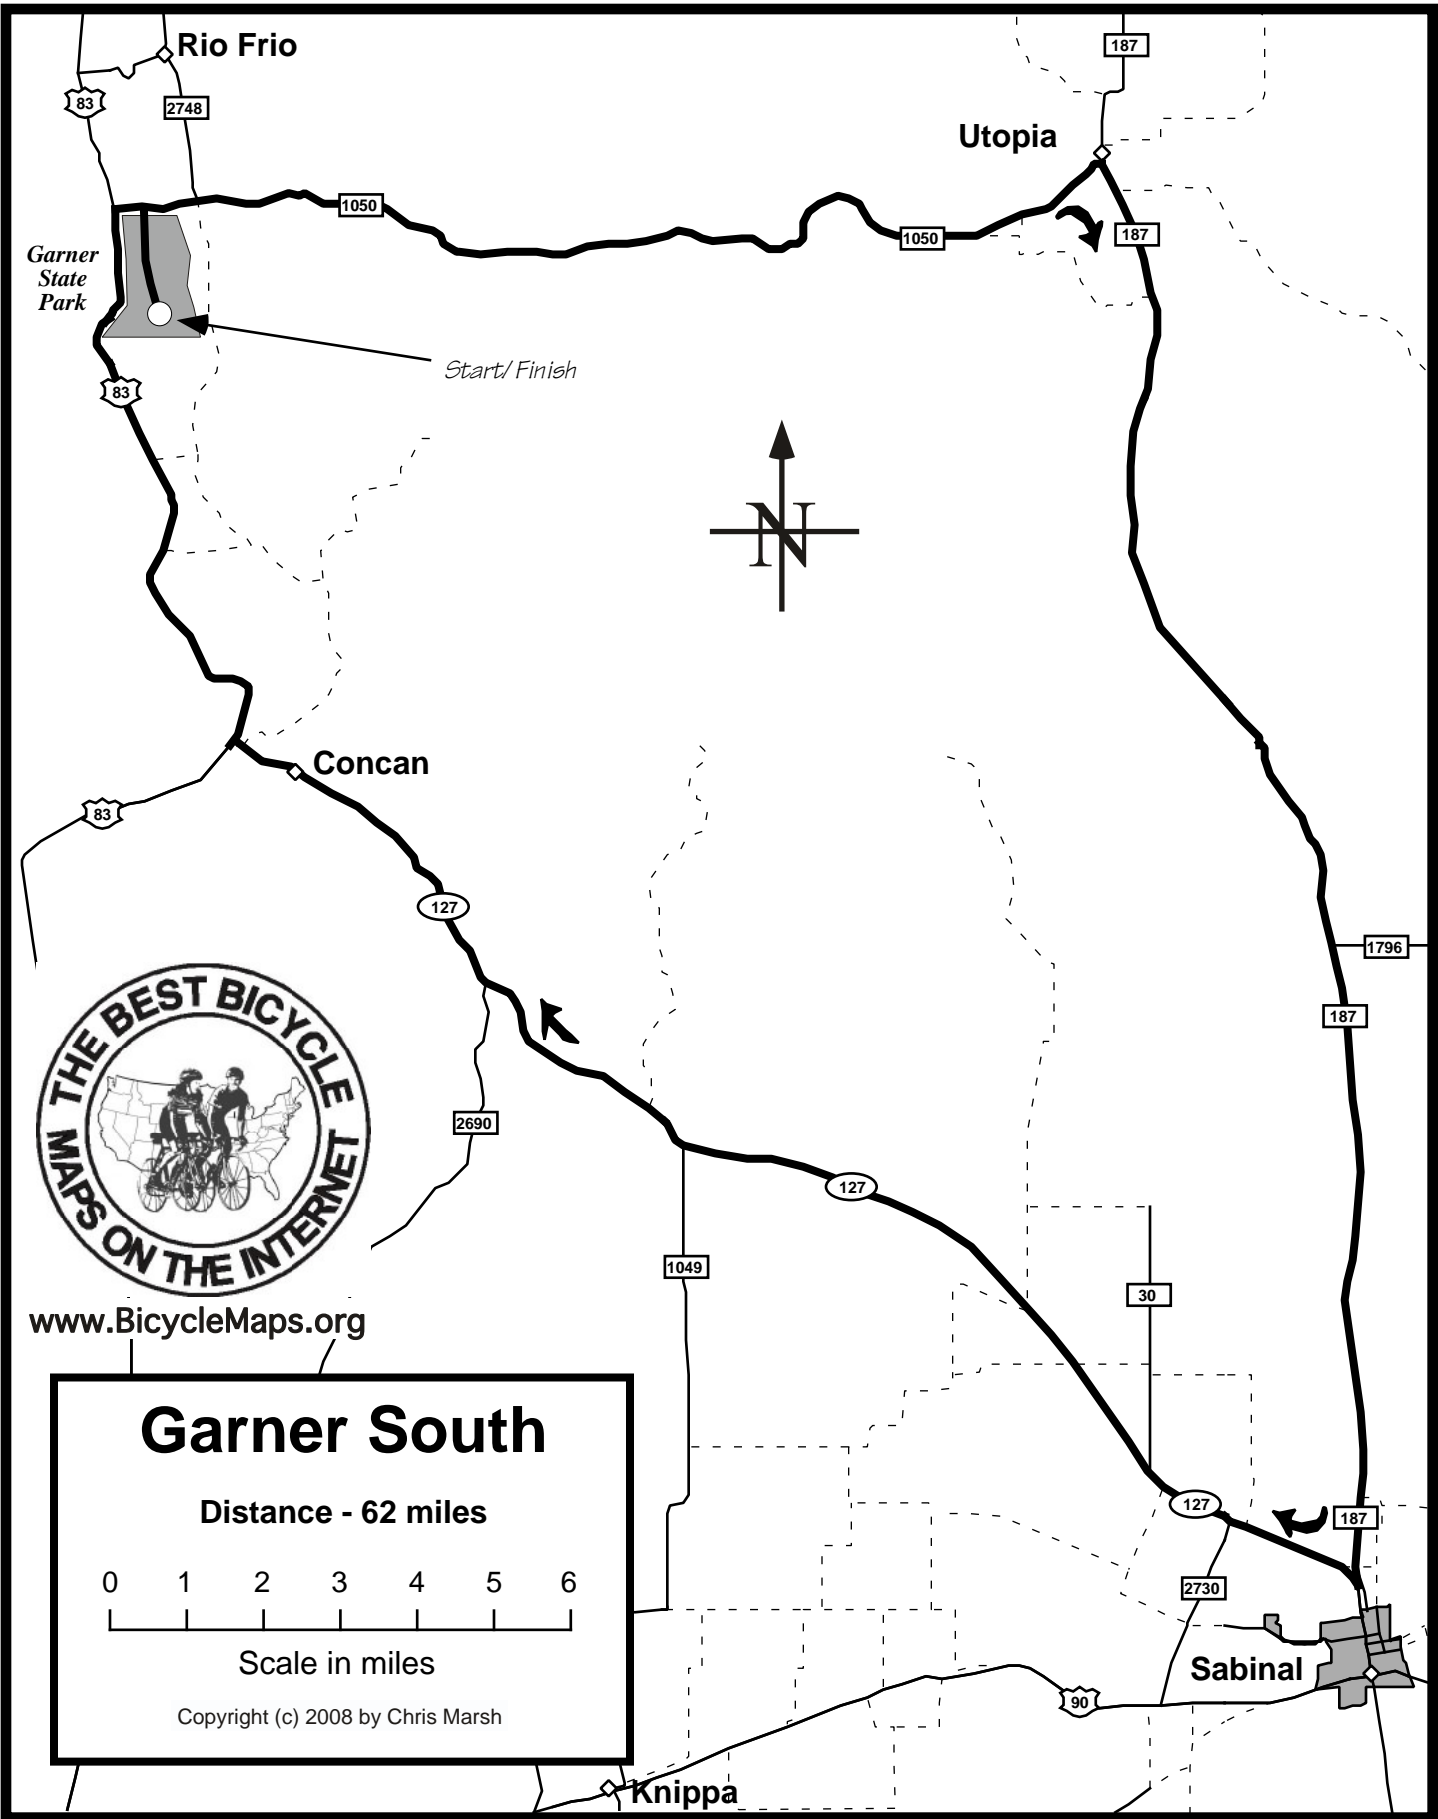 Rio Frio
187
83
2748
Utopia
1050
1050
187
Garner
State
Park
Start/Finish
83
N
Concan
83
127
1796
187
THE BEST BICYCLE
MAPS ON THE INTERNET
2690
127
1049
30
www.BicycleMaps.org
Garner South
Distance - 62 miles
0 1 2 3 4 5 6
Scale in miles
Copyright (c) 2008 by Chris Marsh
127
187
2730
Sabinal
90
Knippa